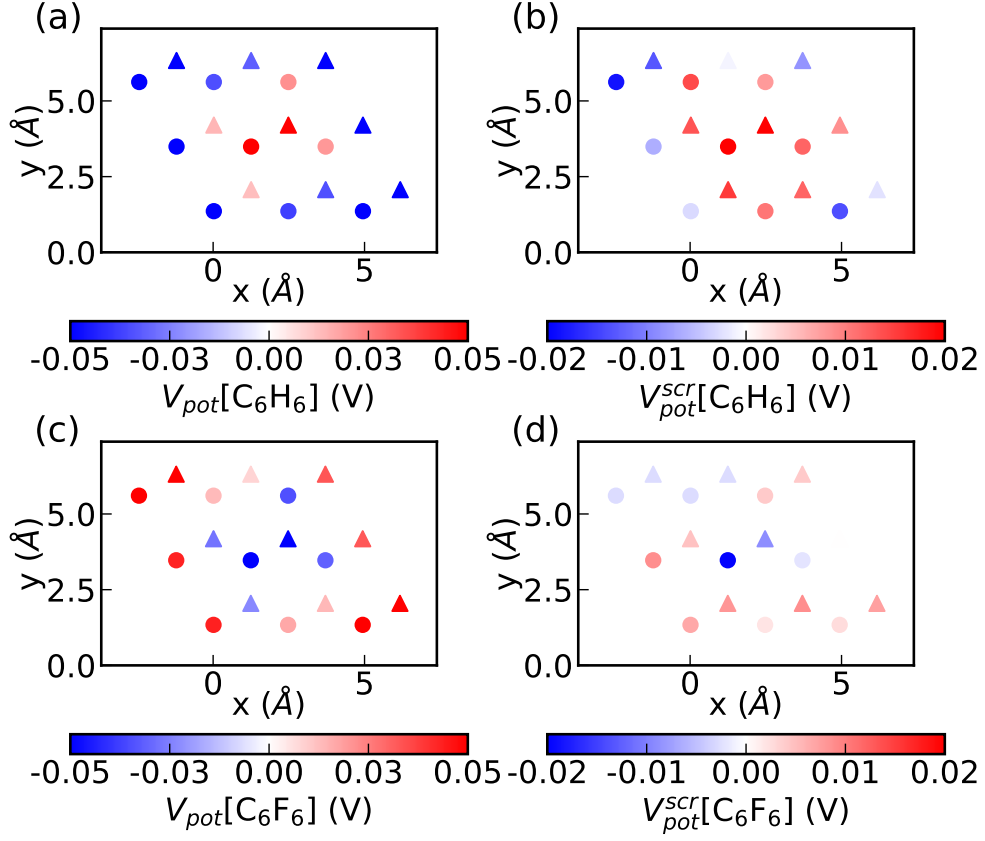 (a)
(b)
y (Å)
5.0
2.5
0.0
0
5
x (Å)
y (Å)
5.0
2.5
0.0
0
5
x (Å)
-0.05 -0.03 0.00 0.03 0.05
V_pot[C₆H₆] (V)
-0.02 -0.01 0.00 0.01 0.02
V_pot^scr[C₆H₆] (V)
(c)
(d)
y (Å)
5.0
2.5
0.0
0
5
x (Å)
y (Å)
5.0
2.5
0.0
0
5
x (Å)
-0.05 -0.03 0.00 0.03 0.05
V_pot[C₆F₆] (V)
-0.02 -0.01 0.00 0.01 0.02
V_pot^scr[C₆F₆] (V)